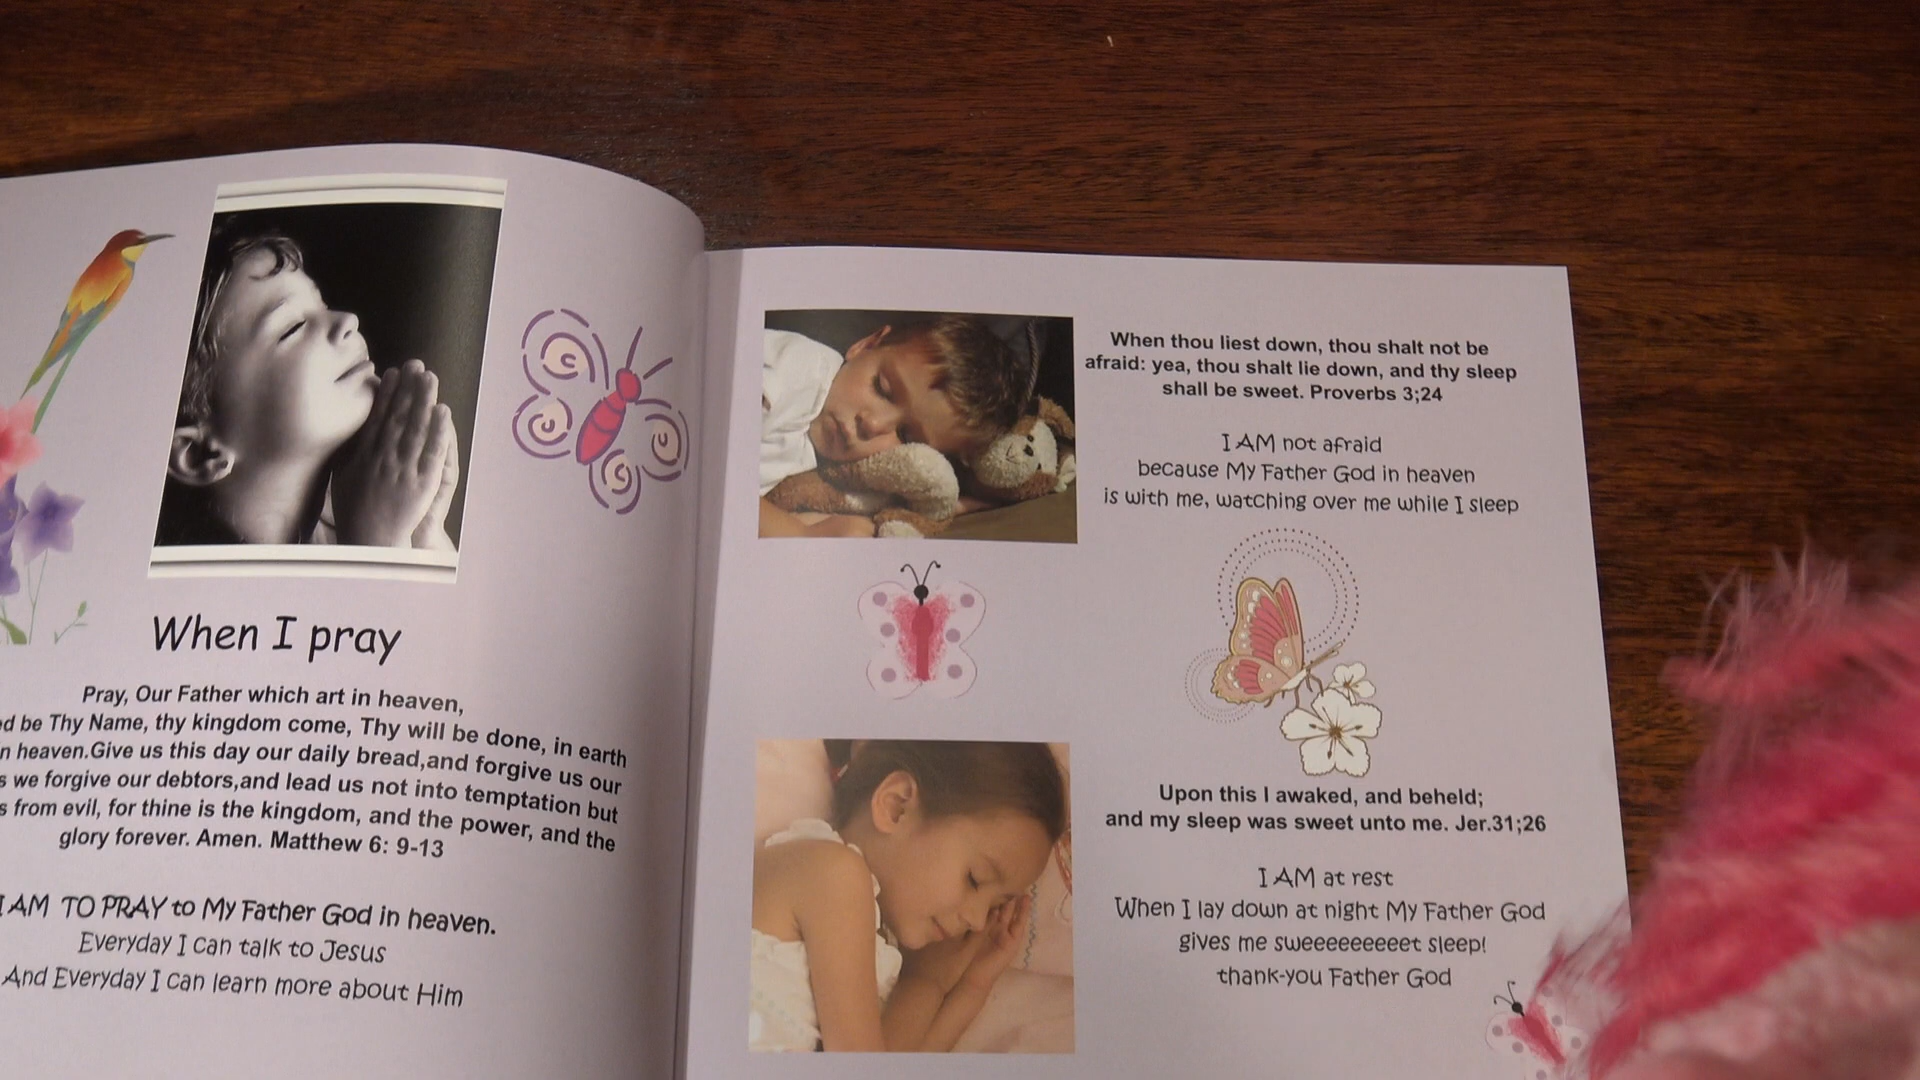 When I pray
Pray, Our Father which art in heaven,
be Thy Name, thy kingdom come, Thy will be done, in earth
heaven.Give us this day our daily bread,and forgive us our
we forgive our debtors,and lead us not into temptation but
from evil, for thine is the kingdom, and the power, and the
glory forever. Amen. Matthew 6: 9-13
I AM TO PRAY to My Father God in heaven.
Everyday I can talk to Jesus
And Everyday I can learn more about Him
When thou liest down, thou shalt not be
afraid: yea, thou shalt lie down, and thy sleep
shall be sweet. Proverbs 3;24
I AM not afraid
because My Father God in heaven
is with me, watching over me while I sleep
Upon this I awaked, and beheld;
and my sleep was sweet unto me. Jer.31;26
I AM at rest
When I lay down at night My Father God
gives me sweeeeeeeeet sleep!
thank-you Father God